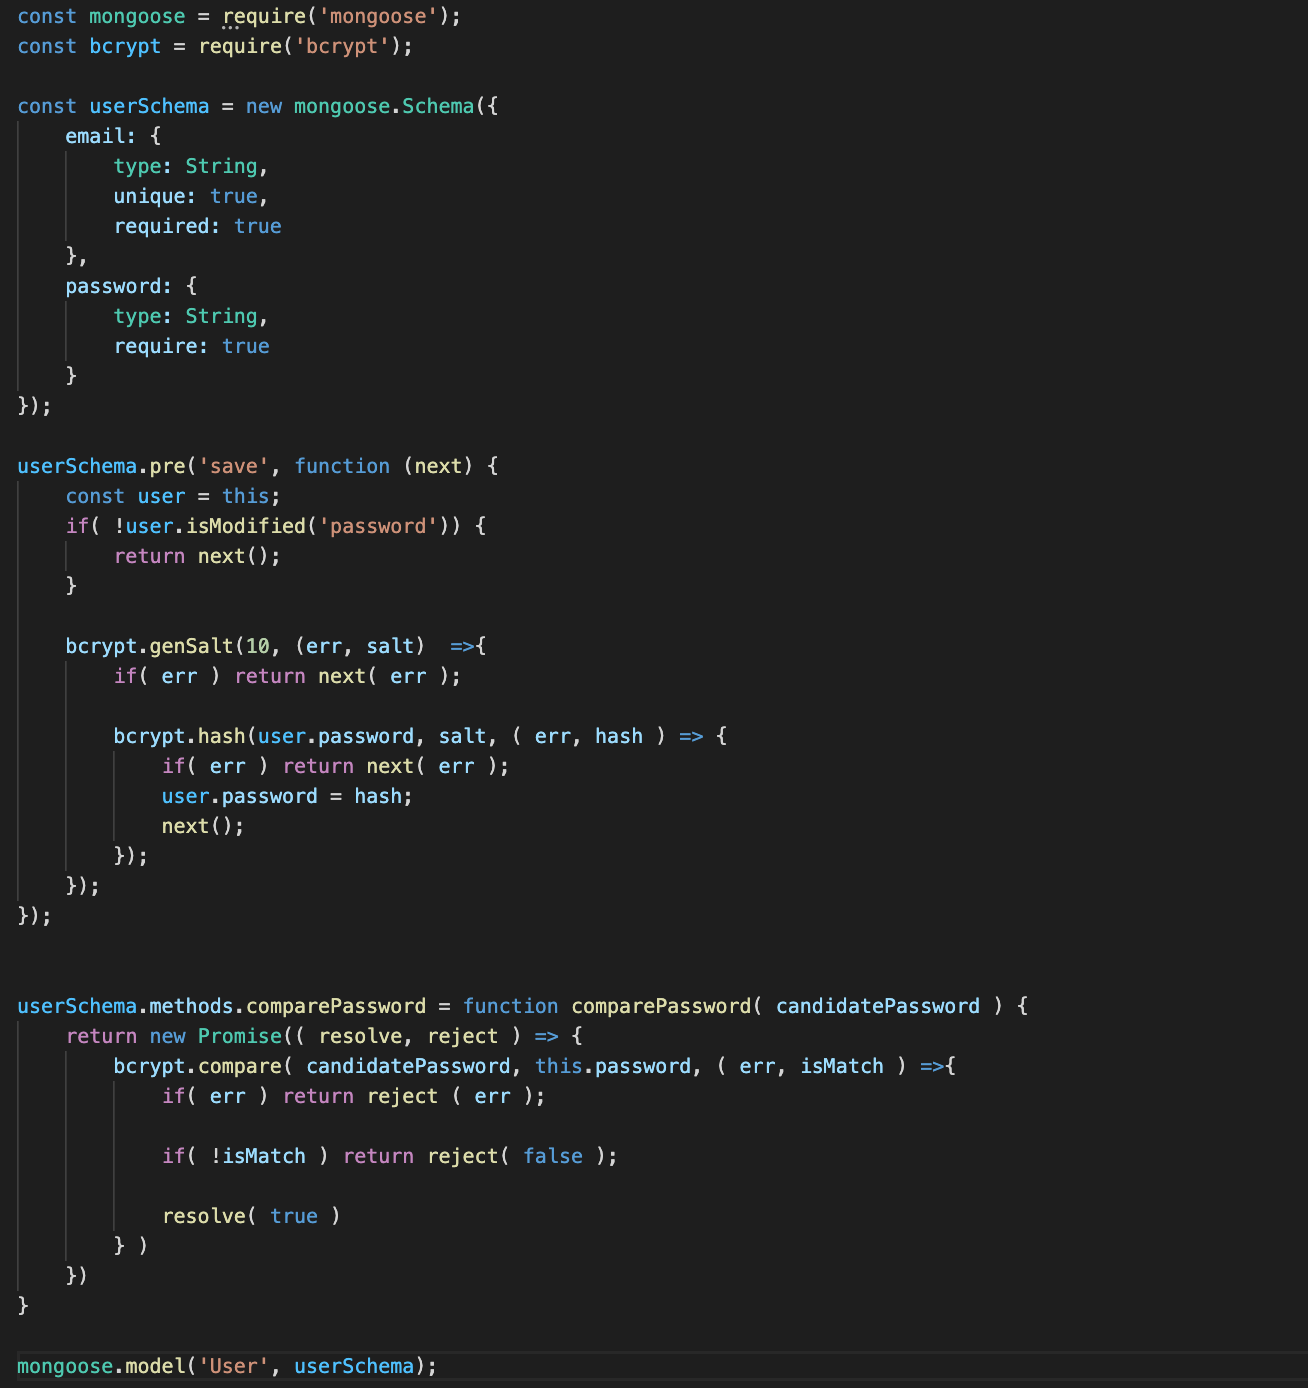 const mongoose = require('mongoose');
const bcrypt = require('bcrypt');

const userSchema = new mongoose.Schema({
    email: {
        type: String,
        unique: true,
        required: true
    },
    password: {
        type: String,
        require: true
    }
});

userSchema.pre('save', function (next) {
    const user = this;
    if( !user.isModified('password')) {
        return next();
    }

    bcrypt.genSalt(10, (err, salt)  =>{
        if( err ) return next( err );

        bcrypt.hash(user.password, salt, ( err, hash ) => {
            if( err ) return next( err );
            user.password = hash;
            next();
        });
    });
});


userSchema.methods.comparePassword = function comparePassword( candidatePassword ) {
    return new Promise(( resolve, reject ) => {
        bcrypt.compare( candidatePassword, this.password, ( err, isMatch ) =>{
            if( err ) return reject ( err );

            if( !isMatch ) return reject( false );

            resolve( true )
        } )
    })
}

mongoose.model('User', userSchema);